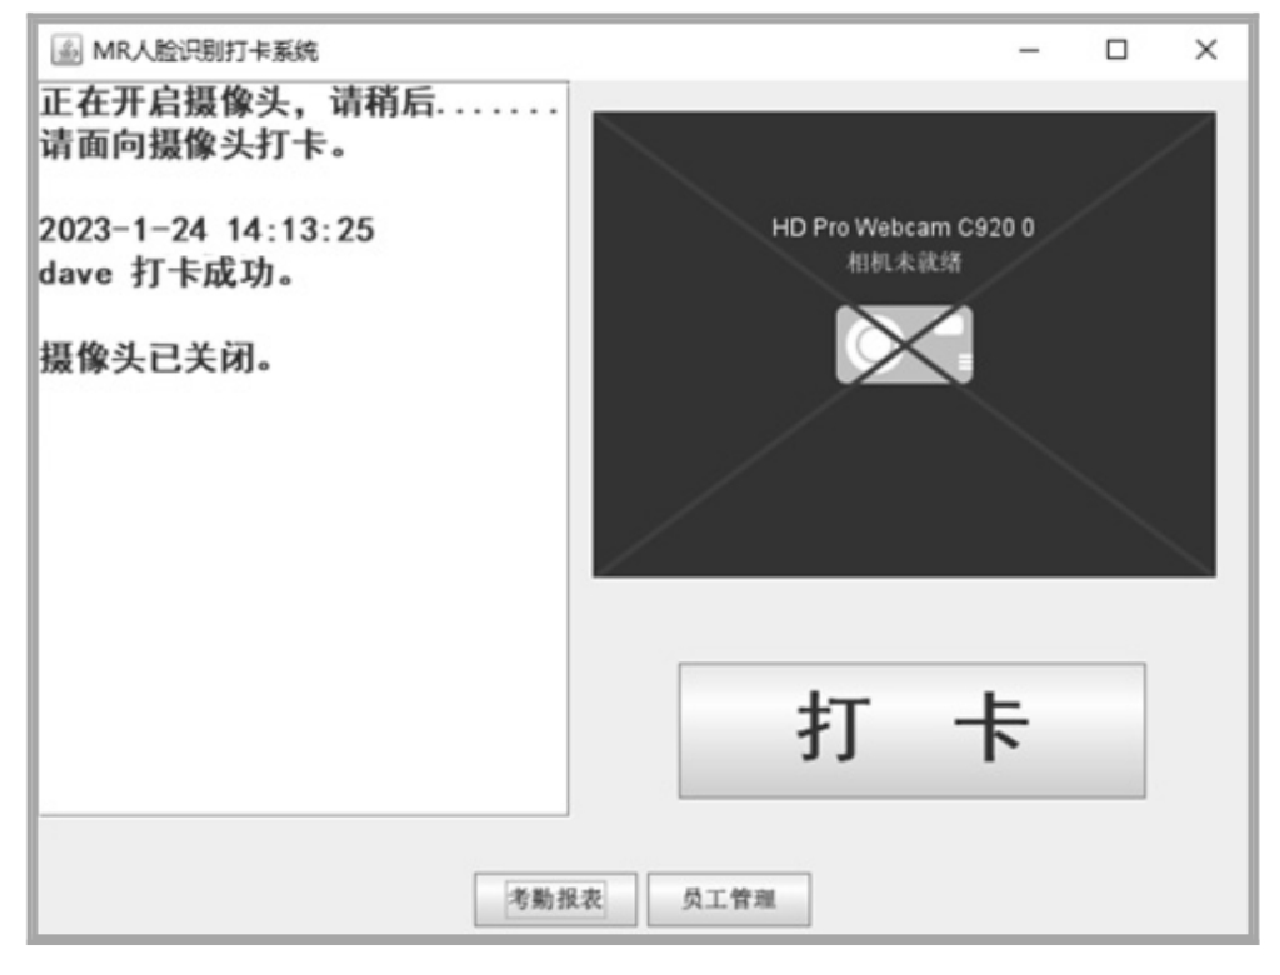 MR人脸识别打卡系统
正在开启摄像头，请稍后.......
请面向摄像头打卡。
2023-1-24 14:13:25
dave 打卡成功。
摄像头已关闭。
HD Pro Webcam C920 0
相机未就绪
打 卡
考勤报表
员工管理